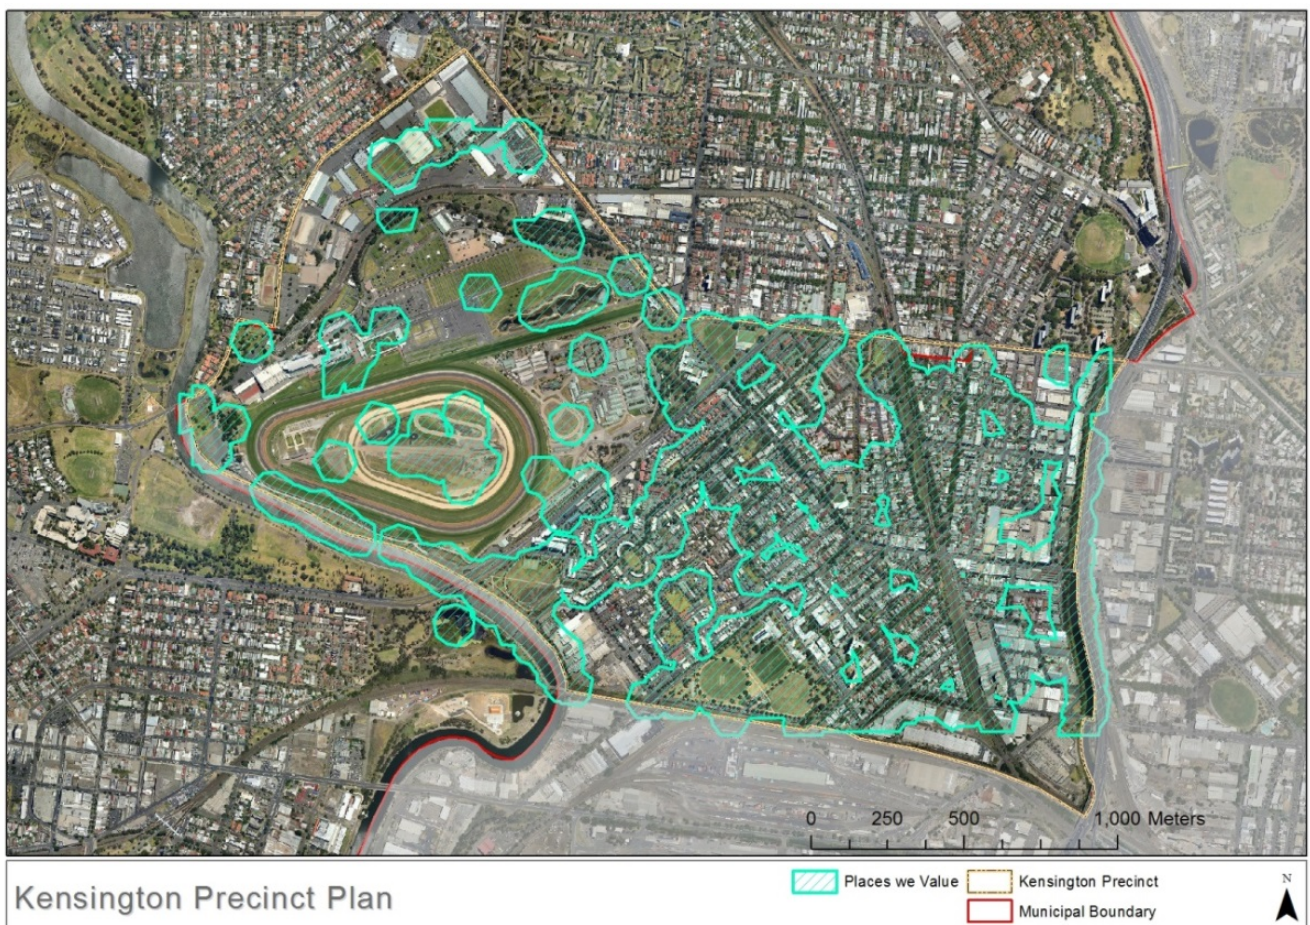 0 250 500 1,000 Meters
Kensington Precinct Plan
Places we Value
Kensington Precinct
Municipal Boundary
N